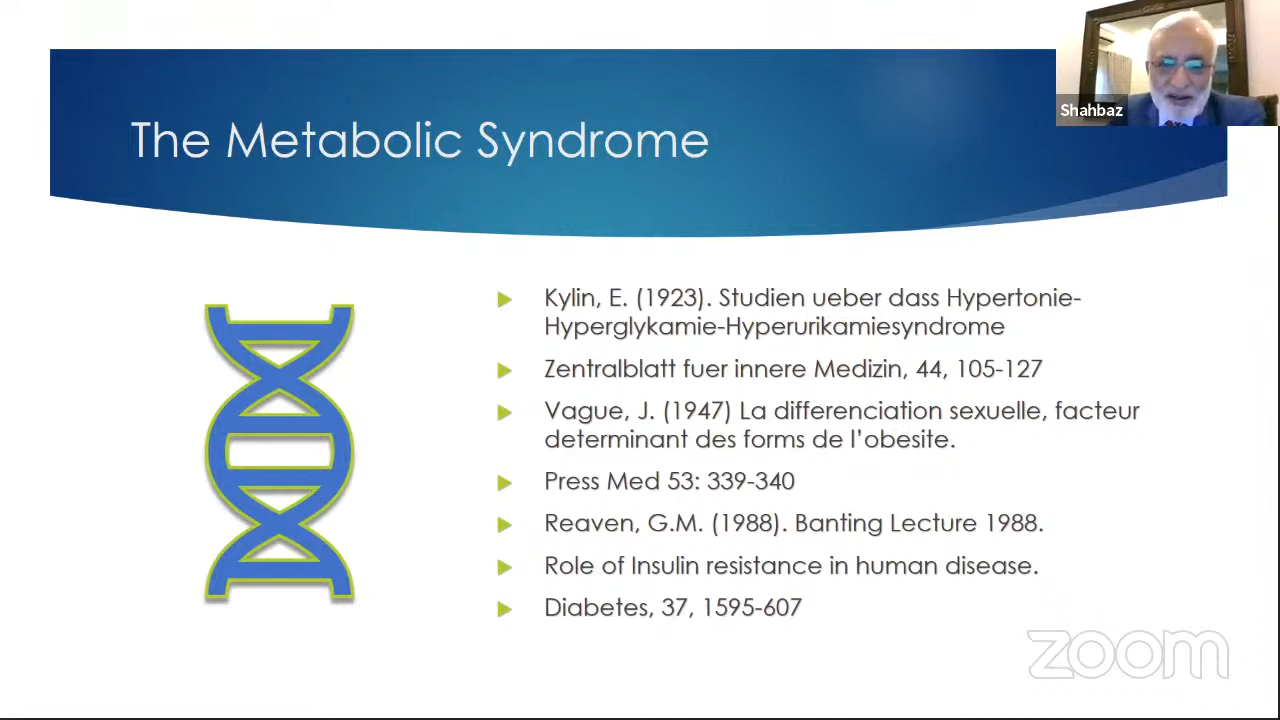 Shahbaz
The Metabolic Syndrome
Kylin, E. (1923). Studien ueber dass Hypertonie-
Hyperglykamie-Hyperurikamiesyndrome
Zentralblatt fuer innere Medizin, 44, 105-127
Vague, J. (1947) La differenciation sexuelle, facteur
determinant des forms de l’obesite.
Press Med 53: 339-340
Reaven, G.M. (1988). Banting Lecture 1988.
Role of Insulin resistance in human disease.
Diabetes, 37, 1595-607
zoom